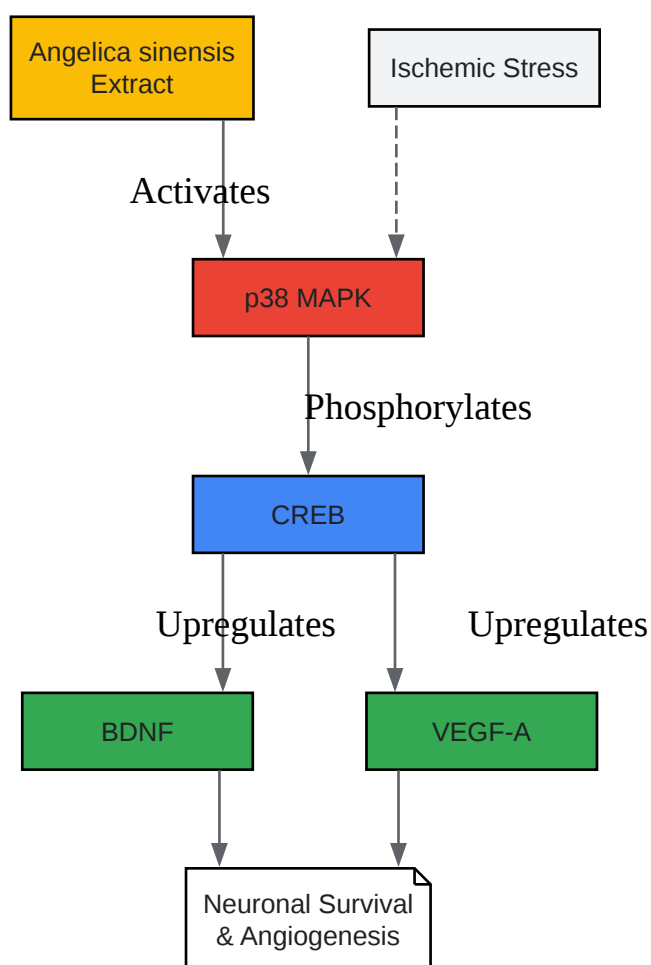 Angelica sinensis
Extract
Ischemic Stress
Activates
p38 MAPK
Phosphorylates
CREB
Upregulates
Upregulates
BDNF
VEGF-A
Neuronal Survival
& Angiogenesis